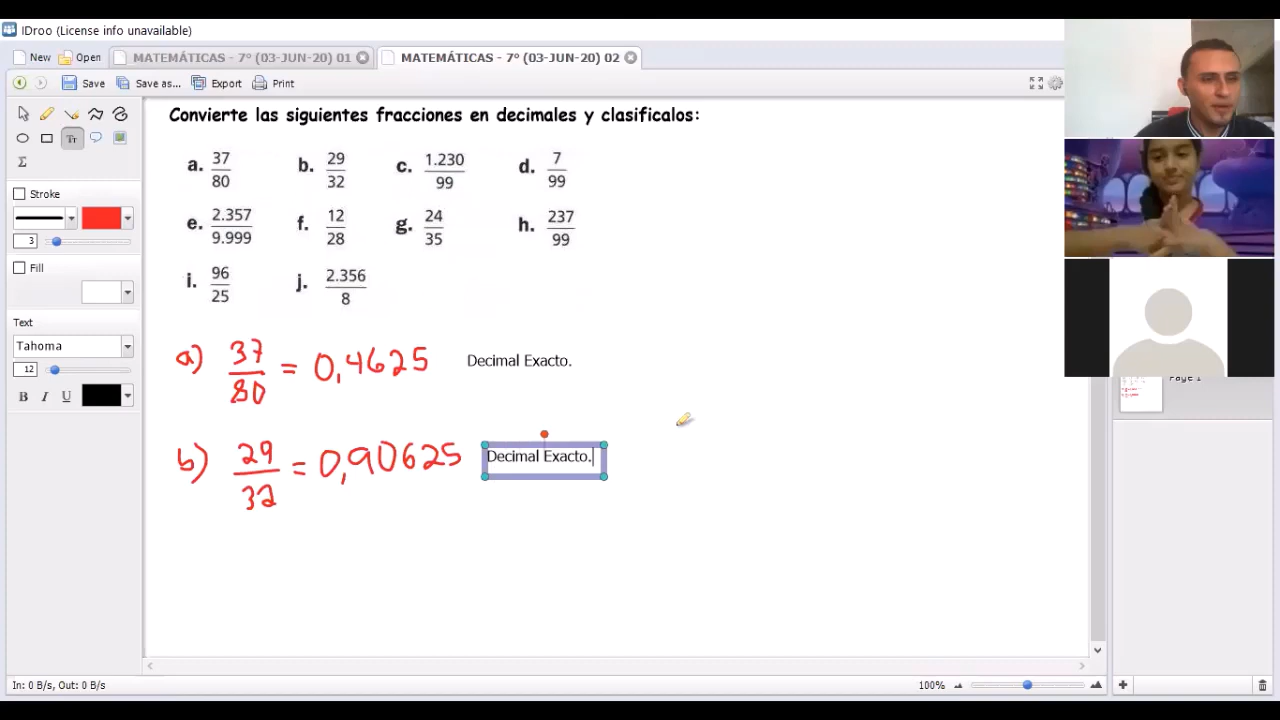 IDroo (License info unavailable)
New Open MATEMÁTICAS - 7º (03-JUN-20) 01 MATEMÁTICAS - 7º (03-JUN-20) 02
Save Save as... Export Print
Convierte las siguientes fracciones en decimales y clasificalos:
a. 37/80 b. 29/32 c. 1.230/99 d. 7/99
e. 2.357/9.999 f. 12/28 g. 24/35 h. 237/99
i. 96/25 j. 2.356/8
Stroke
3
Fill
Text
Tahoma
12
B I U
a) 37/80 = 0,4625 Decimal Exacto.
b) 29/32 = 0,90625 Decimal Exacto.
Page 1
In: 0 B/s, Out: 0 B/s
100%